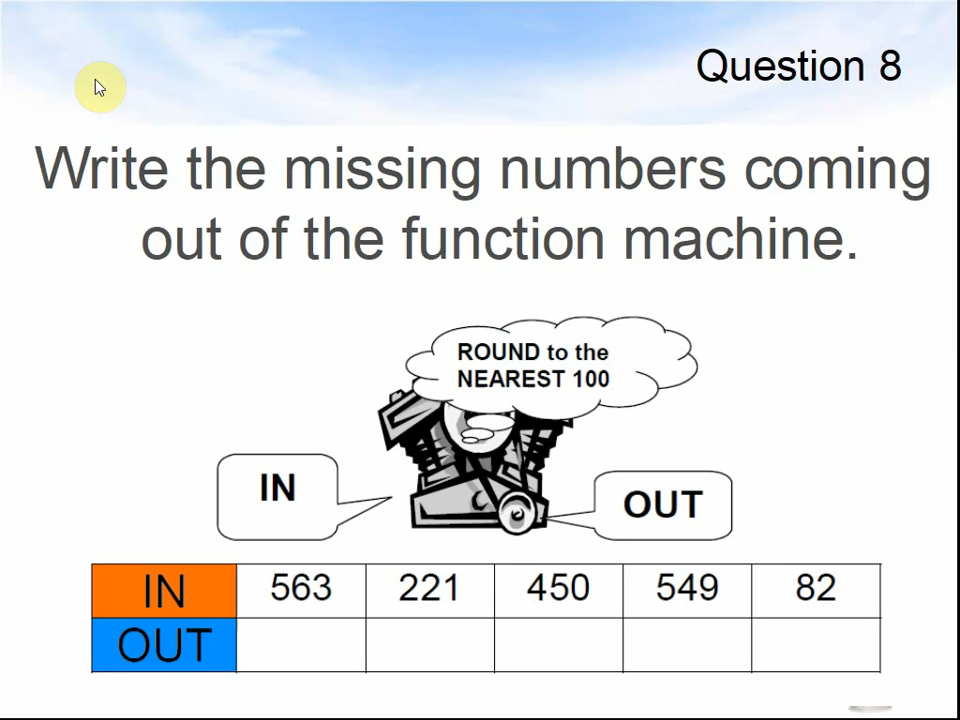 Question 8
Write the missing numbers coming
out of the function machine.
ROUND to the
NEAREST 100
IN
OUT
IN 563 221 450 549 82
OUT